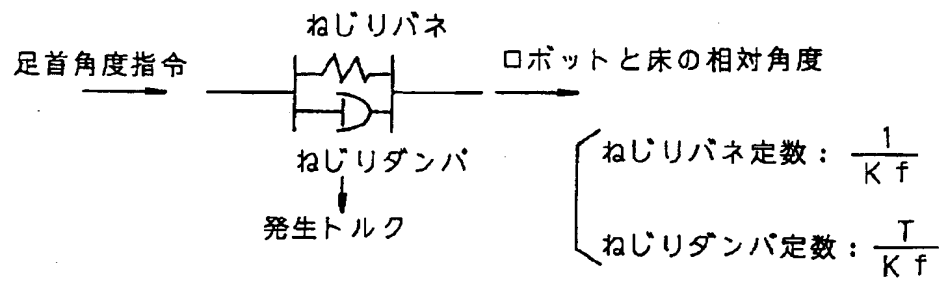 ねじりバネ
足首角度指令
ロボットと床の相対角度
ねじりダンパ
発生トルク
ねじりバネ定数: 1/Kf
ねじりダンパ定数: T/Kf